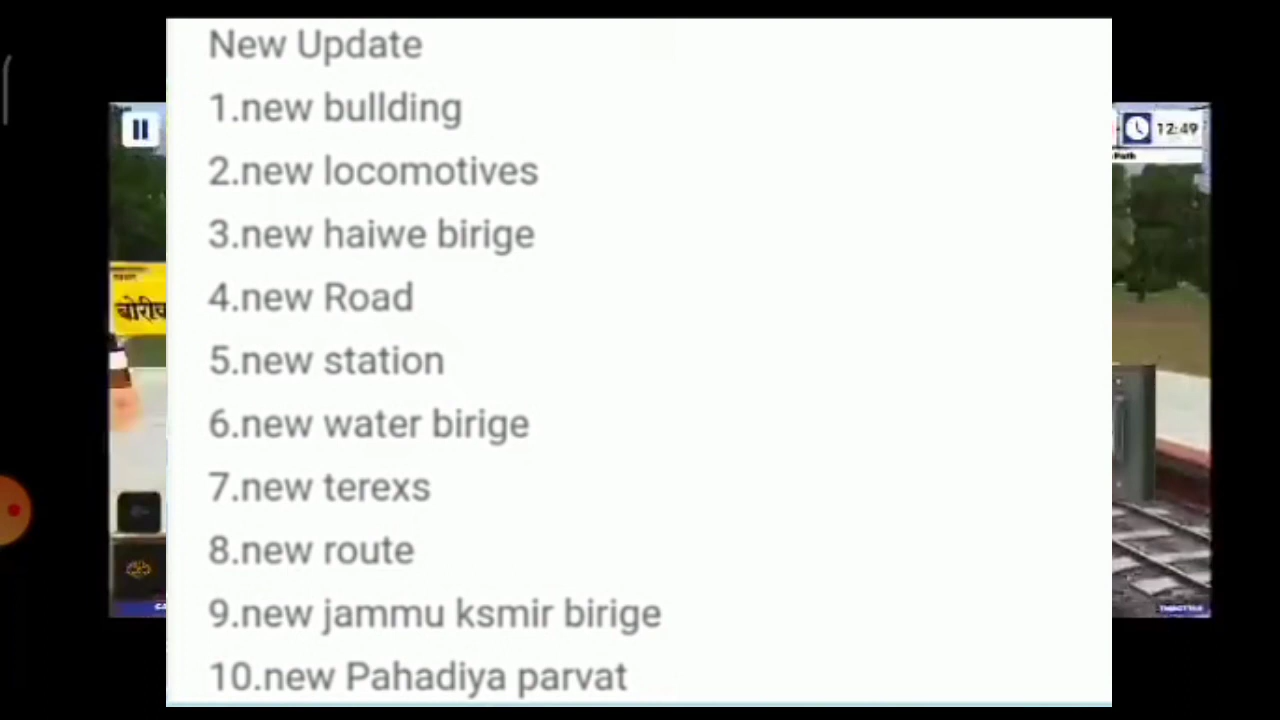 New Update
1.new bullding
2.new locomotives
3.new haiwe birige
4.new Road
5.new station
6.new water birige
7.new terexs
8.new route
9.new jammu ksmir birige
10.new Pahadiya parvat
12:49
Path
बोरीव